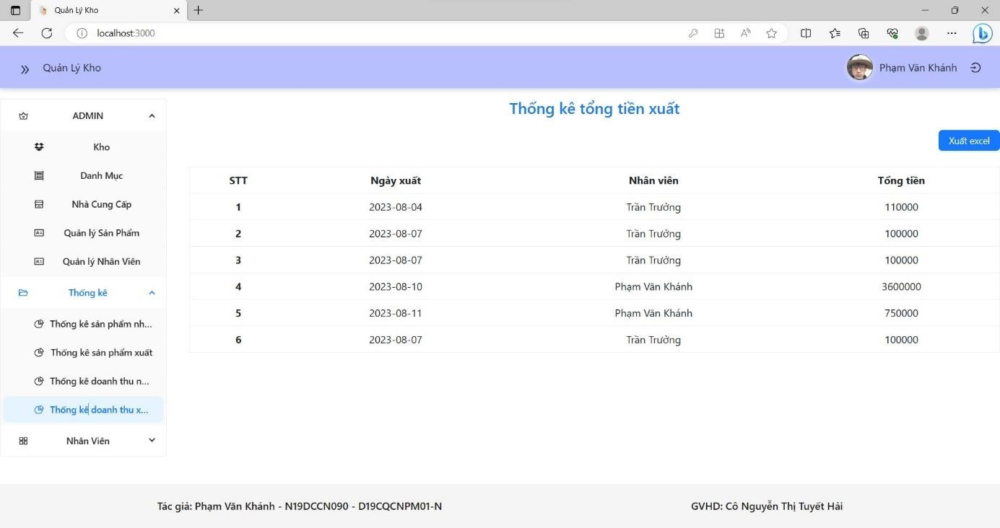 Quản Lý Kho
localhost:3000
Quản Lý Kho
Phạm Văn Khánh
ADMIN
Kho
Danh Mục
Nhà Cung Cấp
Quản lý Sản Phẩm
Quản lý Nhân Viên
Thống kê
Thống kê sản phẩm nh...
Thống kê sản phẩm xuất
Thống kê doanh thu n...
Thống kê doanh thu x...
Nhân Viên
Thống kê tổng tiền xuất
Xuất excel
STT Ngày xuất Nhân viên Tổng tiền
1 2023-08-04 Trần Trưởng 110000
2 2023-08-07 Trần Trưởng 100000
3 2023-08-07 Trần Trưởng 100000
4 2023-08-10 Phạm Văn Khánh 3600000
5 2023-08-11 Phạm Văn Khánh 750000
6 2023-08-07 Trần Trưởng 100000
Tác giả: Phạm Văn Khánh - N19DCCN090 - D19CQCNPM01-N
GVHD: Cô Nguyễn Thị Tuyết Hải